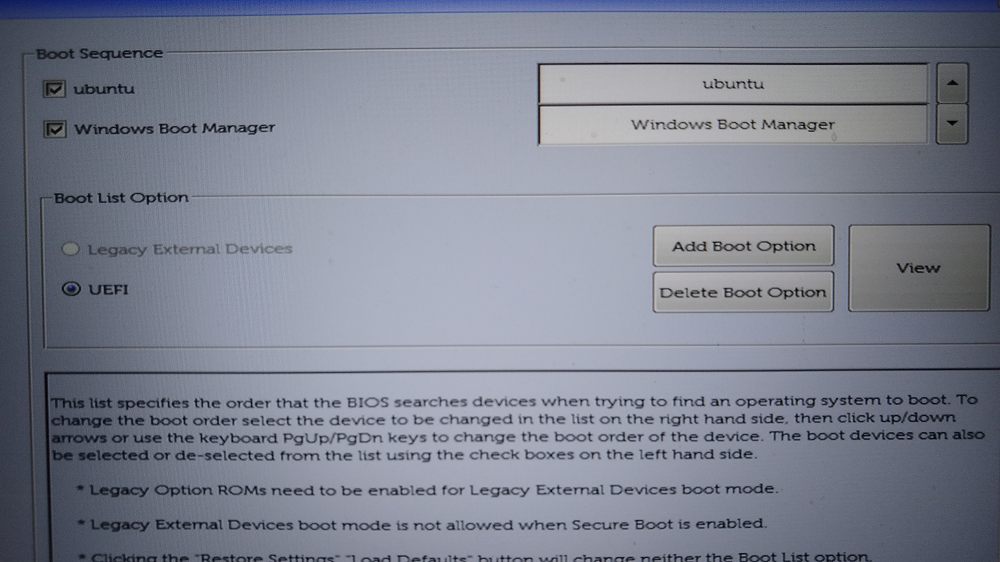 Boot Sequence
ubuntu
ubuntu
Windows Boot Manager
Windows Boot Manager
Boot List Option
Legacy External Devices
Add Boot Option
View
UEFI
Delete Boot Option
This list specifies the order that the BIOS searches devices when trying to find an operating system to boot. To
change the boot order select the device to be changed in the list on the right hand side, then click up/down
arrows or use the keyboard PgUp/PgDn keys to change the boot order of the device. The boot devices can also
be selected or de-selected from the list using the check boxes on the left hand side.
* Legacy Option ROMs need to be enabled for Legacy External Devices boot mode.
* Legacy External Devices boot mode is not allowed when Secure Boot is enabled.
* Clicking the "Restore Settings" "Load Defaults" button will change neither the Boot List option